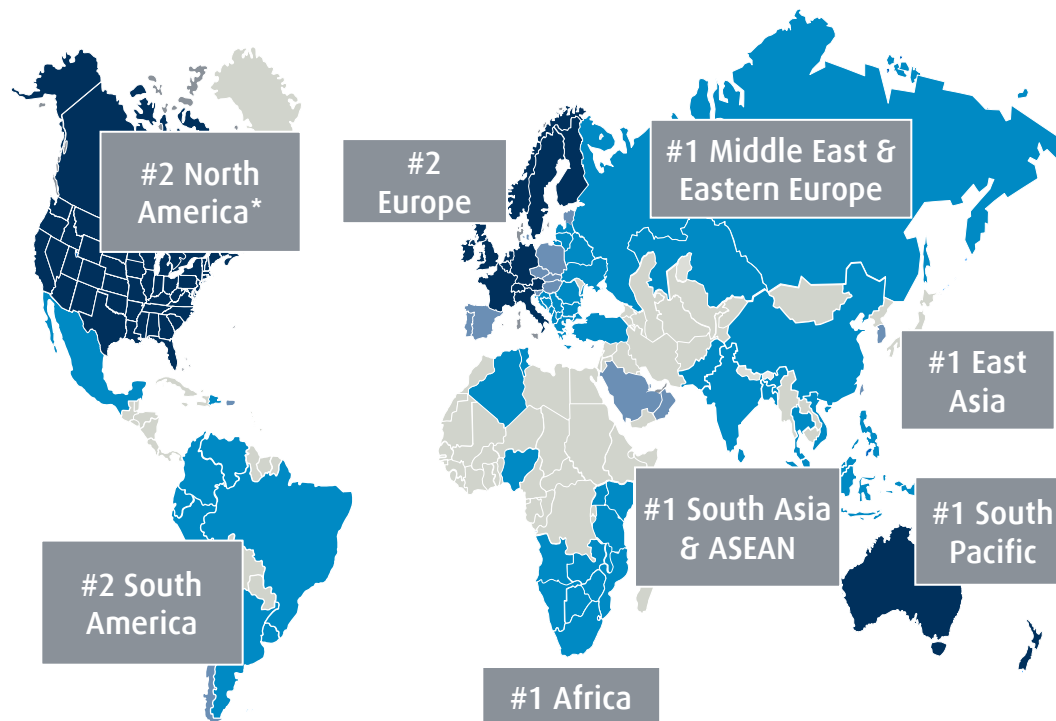 #2 North
America*
#2
Europe
#1 Middle East &
Eastern Europe
#1 East
Asia
#1 South Asia
& ASEAN
#1 South
Pacific
#2 South
America
#1 Africa